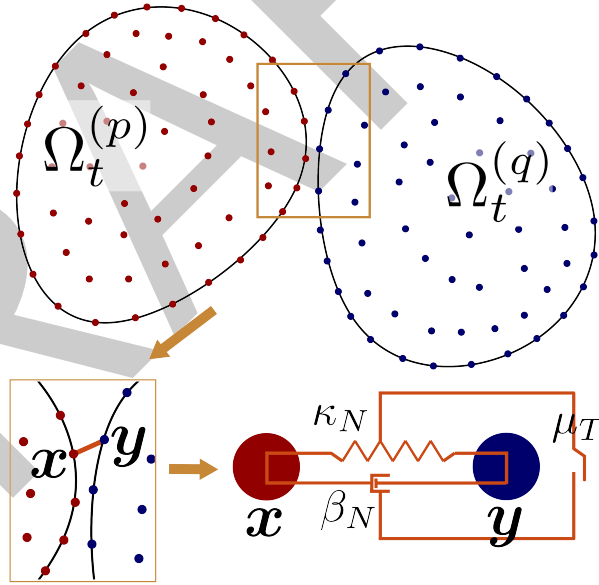 Ω_t^{(p)}
Ω_t^{(q)}
x y
κ_N
μ_T
β_N
x y